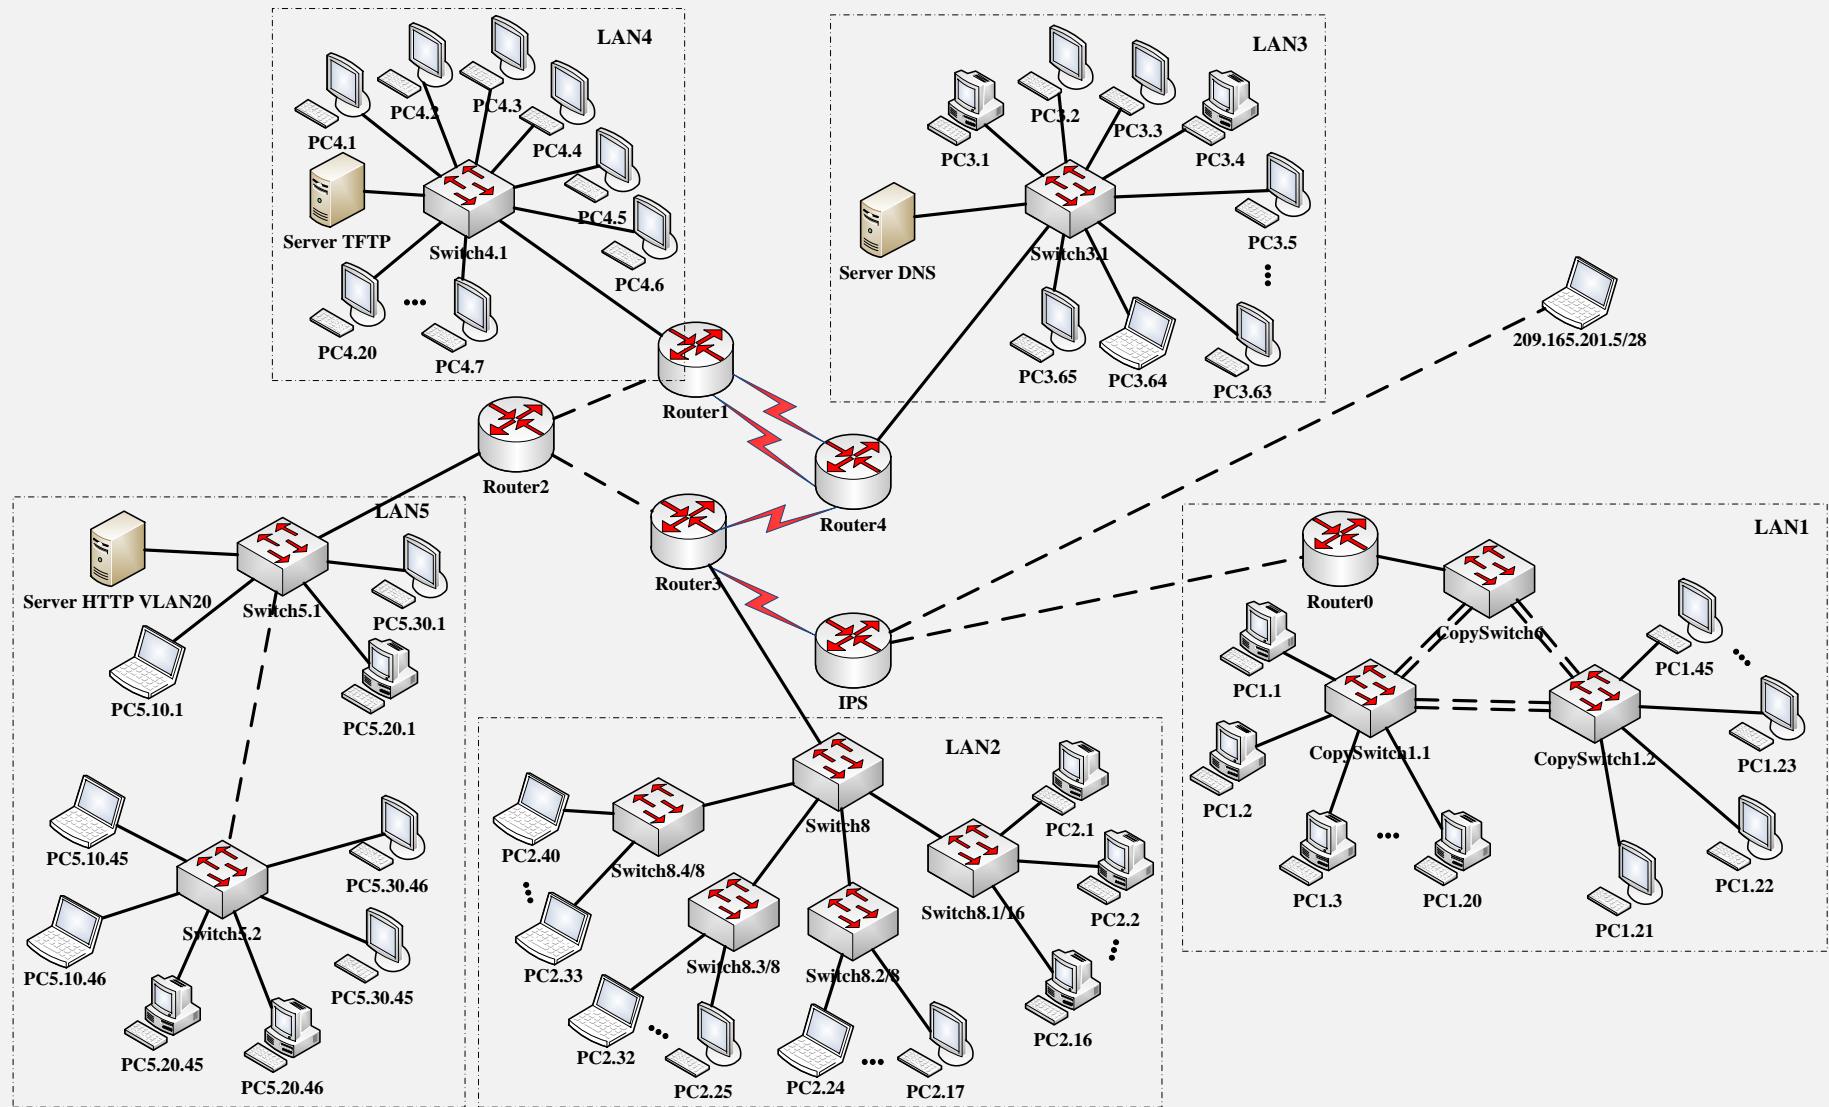 LAN4
PC4.1
PC4.2
PC4.3
PC4.4
PC4.5
PC4.6
Server TFTP
Switch4.1
PC4.20
PC4.7
LAN3
PC3.1
PC3.2
PC3.3
PC3.4
PC3.5
Server DNS
Switch3.1
PC3.65
PC3.64
PC3.63
209.165.201.5/28
Router1
Router2
Router4
Router3
IPS
LAN5
Server HTTP VLAN20
Switch5.1
PC5.30.1
PC5.10.1
PC5.20.1
PC5.10.45
PC5.30.46
Switch5.2
PC5.10.46
PC5.30.45
PC5.20.45
PC5.20.46
LAN2
Switch8
PC2.40
Switch8.4/8
PC2.1
Switch8.1/16
PC2.2
PC2.33
Switch8.3/8
Switch8.2/8
PC2.16
PC2.32
PC2.25
PC2.24
PC2.17
LAN1
Router0
CopySwitch6
PC1.1
PC1.45
CopySwitch1.1
CopySwitch1.2
PC1.23
PC1.2
PC1.3
PC1.20
PC1.22
PC1.21